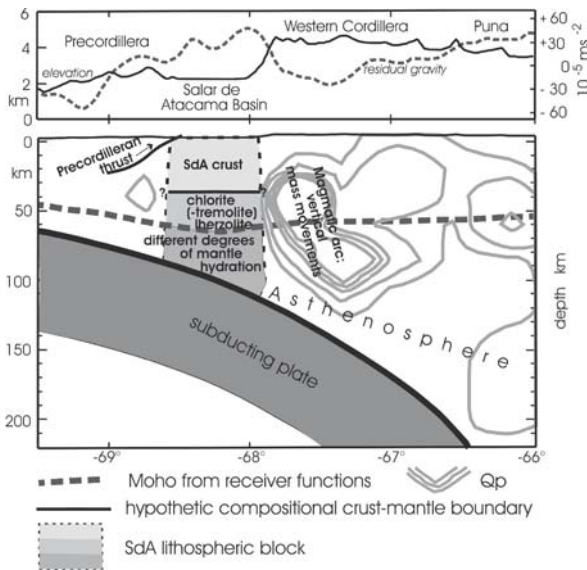 6
4
2
km
0
Precordillera
Western Cordillera
Puna
elevation
residual gravity
Salar de
Atacama Basin
+ 60
+30
0
- 30
- 60
10⁻⁵ ms⁻²
0
km
50
100
150
200
Precordilleran
thrust
SdA crust
?
?
chlorite
(-tremolite)
lherzolite
different degrees
of mantle
hydration
Magmatic arc:
vertical
mass movements
Asthenosphere
subducting plate
depth km
-69°
-68°
-67°
-66°
Moho from receiver functions
Qp
hypothetic compositional crust-mantle boundary
SdA lithospheric block